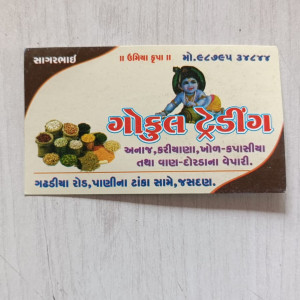 સાગરભાઈ
॥ ઉમિયા કૃપા ॥
મો.૯૮૭૯૫ ૩૪૮૪૪
ગોકુલ ટ્રેડીંગ
અનાજ,કરીયાણા,ખોળ-કપાસીયા
તથા વાણ-દોરડાના વેપારી.
ગઢડીયા રોડ,પાણીના ટાંકા સામે,જસદણ.